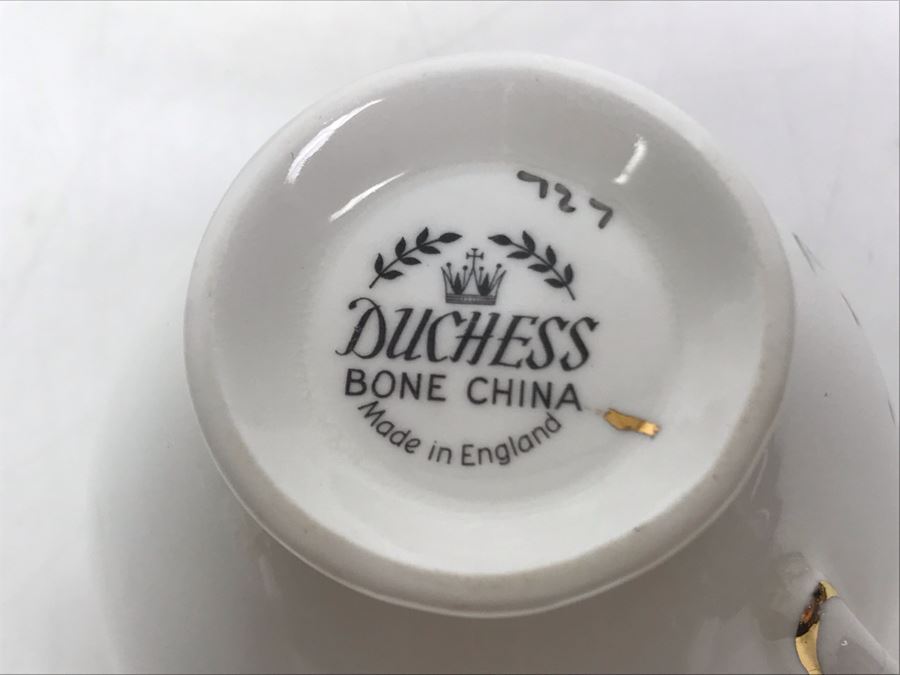 727
DUCHESS
BONE CHINA
Made in England